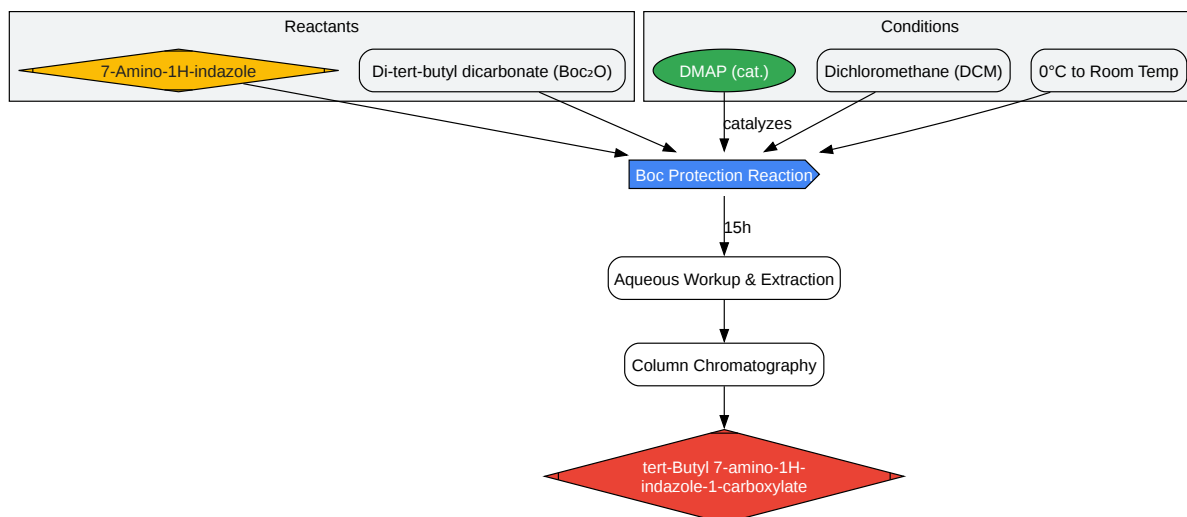 Reactants
Conditions
7-Amino-1H-indazole
Di-tert-butyl dicarbonate (Boc₂O)
DMAP (cat.)
Dichloromethane (DCM)
0°C to Room Temp
catalyzes
Boc Protection Reaction
15h
Aqueous Workup & Extraction
Column Chromatography
tert-Butyl 7-amino-1H-
indazole-1-carboxylate